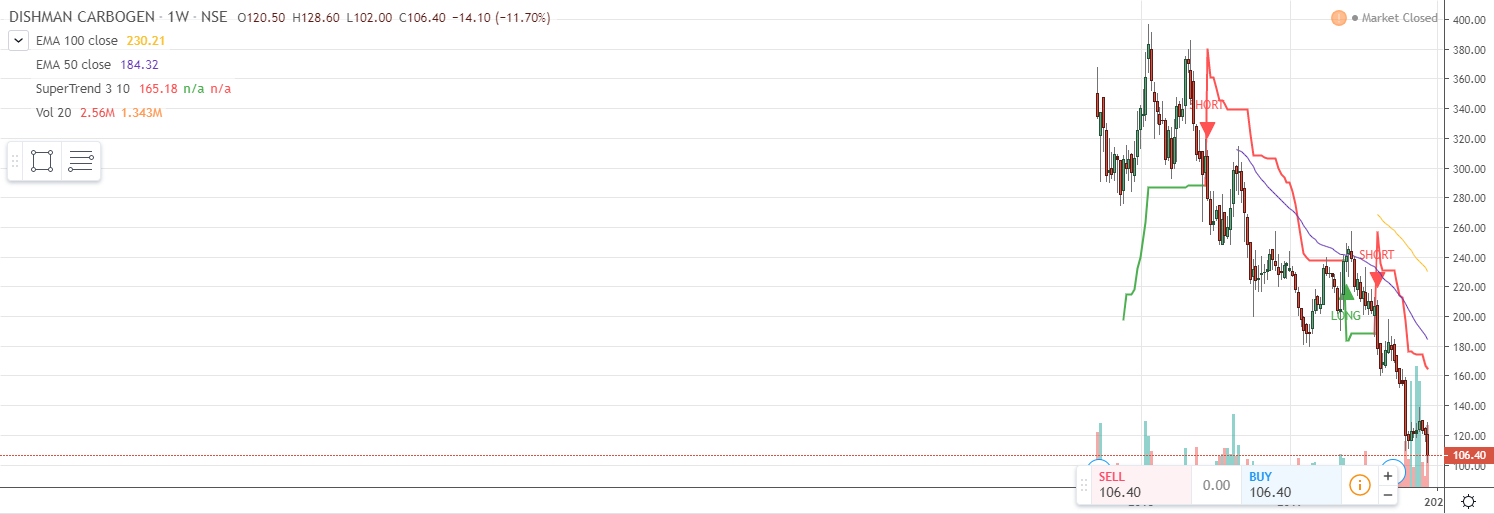 DISHMAN CARBOGEN · 1W · NSE O120.50 H128.60 L102.00 C106.40 −14.10 (−11.70%)
Market Closed
EMA 100 close 230.21
EMA 50 close 184.32
SuperTrend 3 10 165.18 n/a n/a
Vol 20 2.56M 1.343M
400.00
380.00
360.00
340.00
320.00
300.00
280.00
260.00
240.00
220.00
200.00
180.00
160.00
140.00
120.00
106.40
100.00
SHORT
SHORT
LONG
SELL
106.40
0.00
BUY
106.40
202